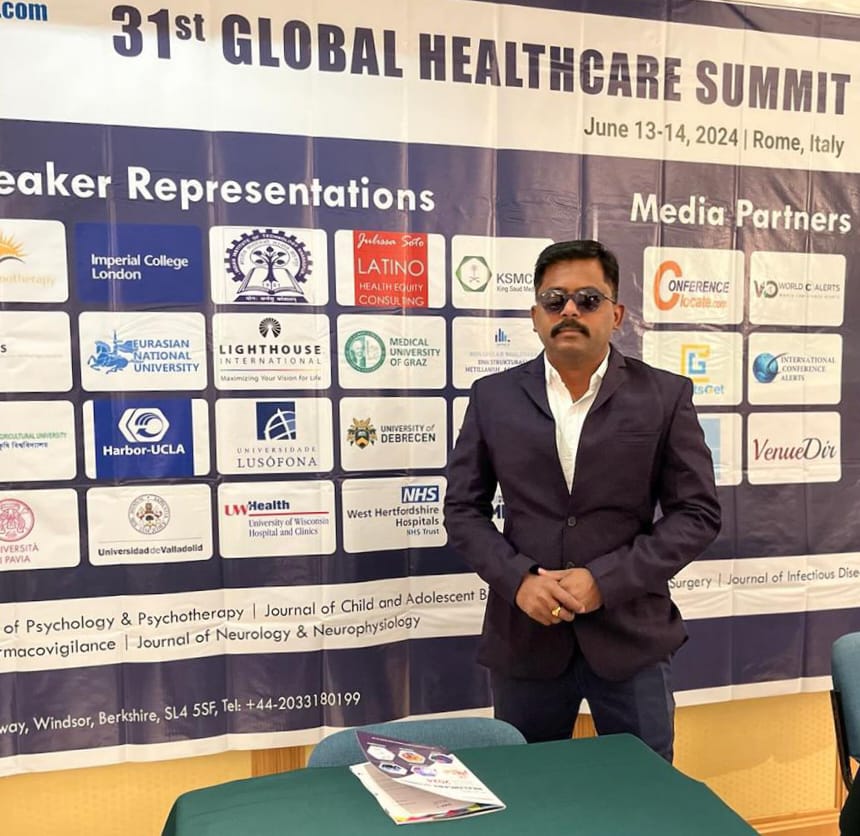 .com
31st GLOBAL HEALTHCARE SUMMIT
June 13-14, 2024 | Rome, Italy
eaker Representations
Media Partners
Imperial College
London
Julissa Soto
LATINO
HEALTH EQUITY
CONSULTING
KSMC
King Saud Med
CONFERENCE
locate.com
WORLD C ALERTS
EURASIAN
NATIONAL
UNIVERSITY
LIGHTHOUSE
INTERNATIONAL
Maximizing Your Vision for Life
MEDICAL
UNIVERSITY
OF GRAZ
INTERNATIONAL
CONFERENCE
ALERTS
Harbor-UCLA
UNIVERSIDADE
LUSÓFONA
UNIVERSITY of
DEBRECEN
VenueDir
VERSITÀ
I PAVIA
Universidad de Valladolid
UWHealth
University of Wisconsin
Hospital and Clinics
NHS
West Hertfordshire
Hospitals
NHS Trust
of Psychology & Psychotherapy | Journal of Child and Adolescent B
Surgery | Journal of Infectious Dise
rmacovigilance | Journal of Neurology & Neurophysiology
way, Windsor, Berkshire, SL4 5SF, Tel: +44-2033180199
2024